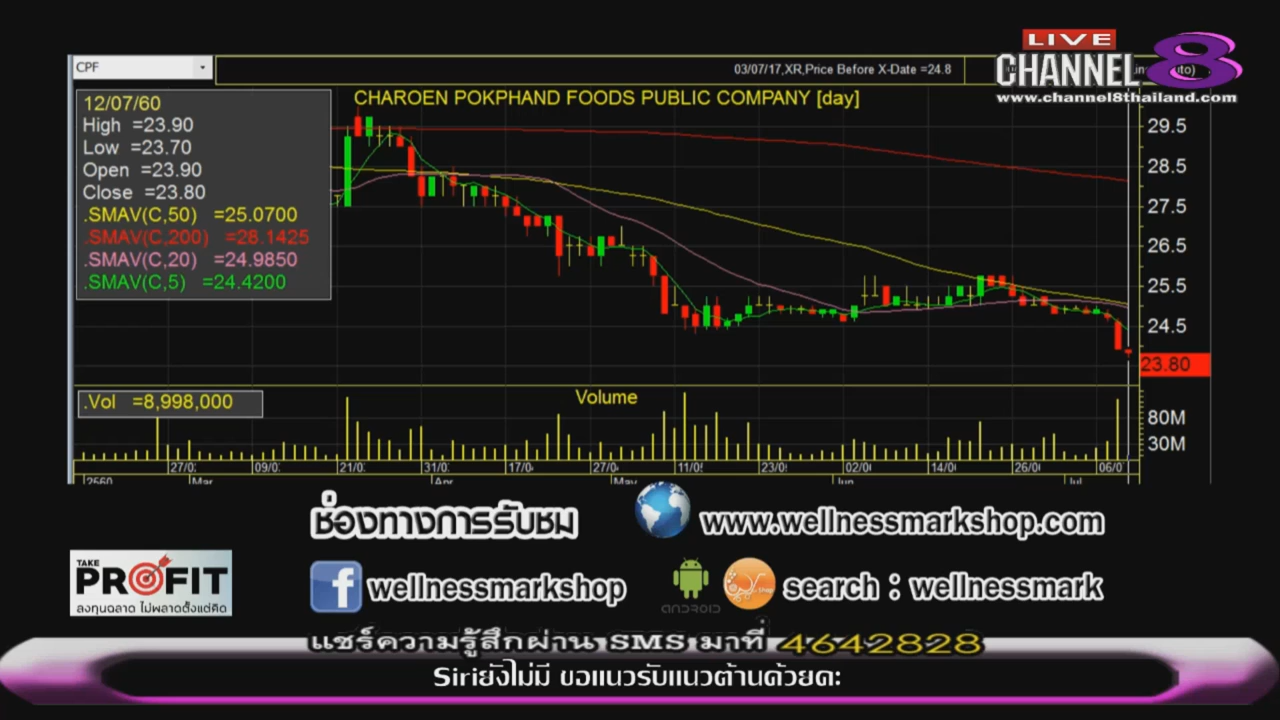 LIVE
CHANNEL 8
www.channel8thailand.com
CPF
03/07/17,XR,Price Before X-Date =24.8
CHAROEN POKPHAND FOODS PUBLIC COMPANY [day]
12/07/60
High =23.90
Low =23.70
Open =23.90
Close =23.80
.SMAV(C,50) =25.0700
.SMAV(C,200) =28.1425
.SMAV(C,20) =24.9850
.SMAV(C,5) =24.4200
29.5
28.5
27.5
26.5
25.5
24.5
23.80
.Vol =8,998,000
Volume
80M
30M
27/0 09/0 21/0 31/0 17/0 27/0 11/0 23/0 02/0 14/0 26/0 06/0
2560 Mar Apr May Jun Jul
ช่องทางการรับชม
www.wellnessmarkshop.com
TAKE
PROFIT
ลงทุนฉลาด ไม่พลาดตั้งแต่คิด
wellnessmarkshop
ANDROID
search : wellnessmark
แชร์ความรู้สึกผ่าน SMS มาที่ 4642828
Siriยังไม่มี ขอแนวรับแนวต้านด้วยค่ะ